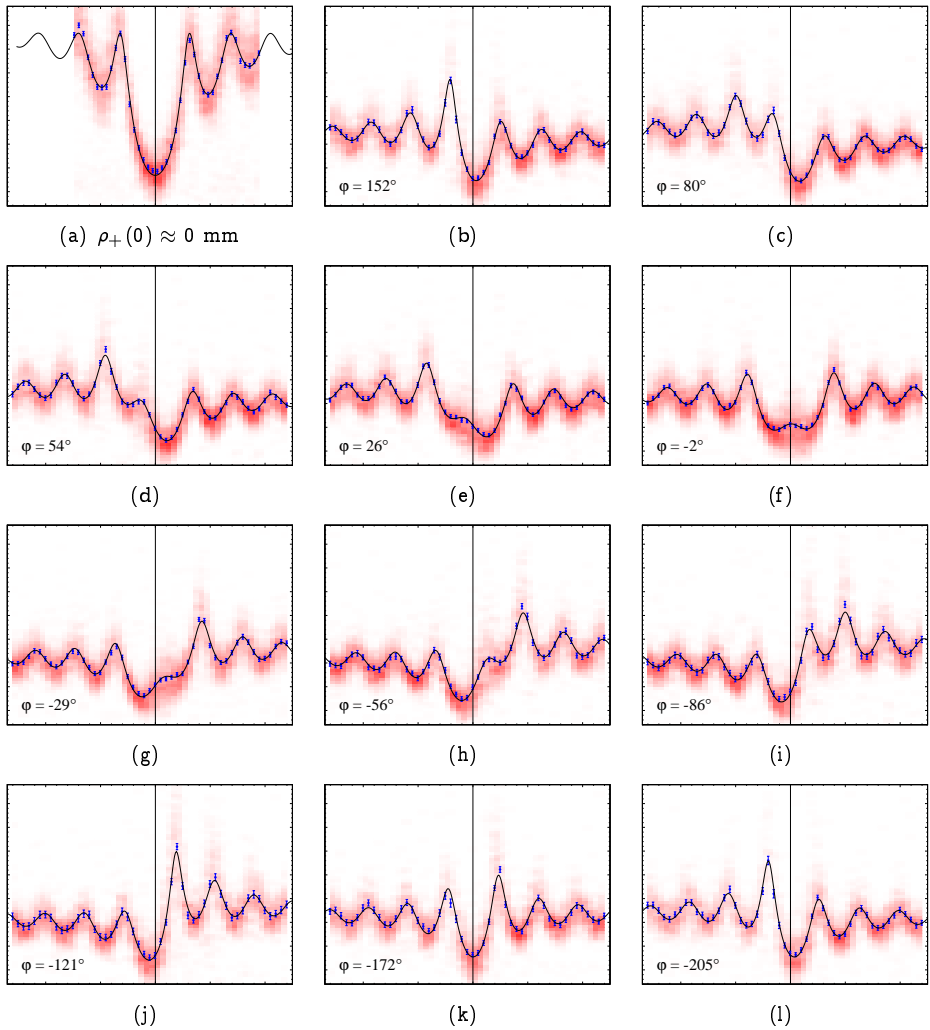 (a) ρ+(0) ≈ 0 mm
φ = 152°
(b)
φ = 80°
(c)
φ = 54°
(d)
φ = 26°
(e)
φ = -2°
(f)
φ = -29°
(g)
φ = -56°
(h)
φ = -86°
(i)
φ = -121°
(j)
φ = -172°
(k)
φ = -205°
(l)